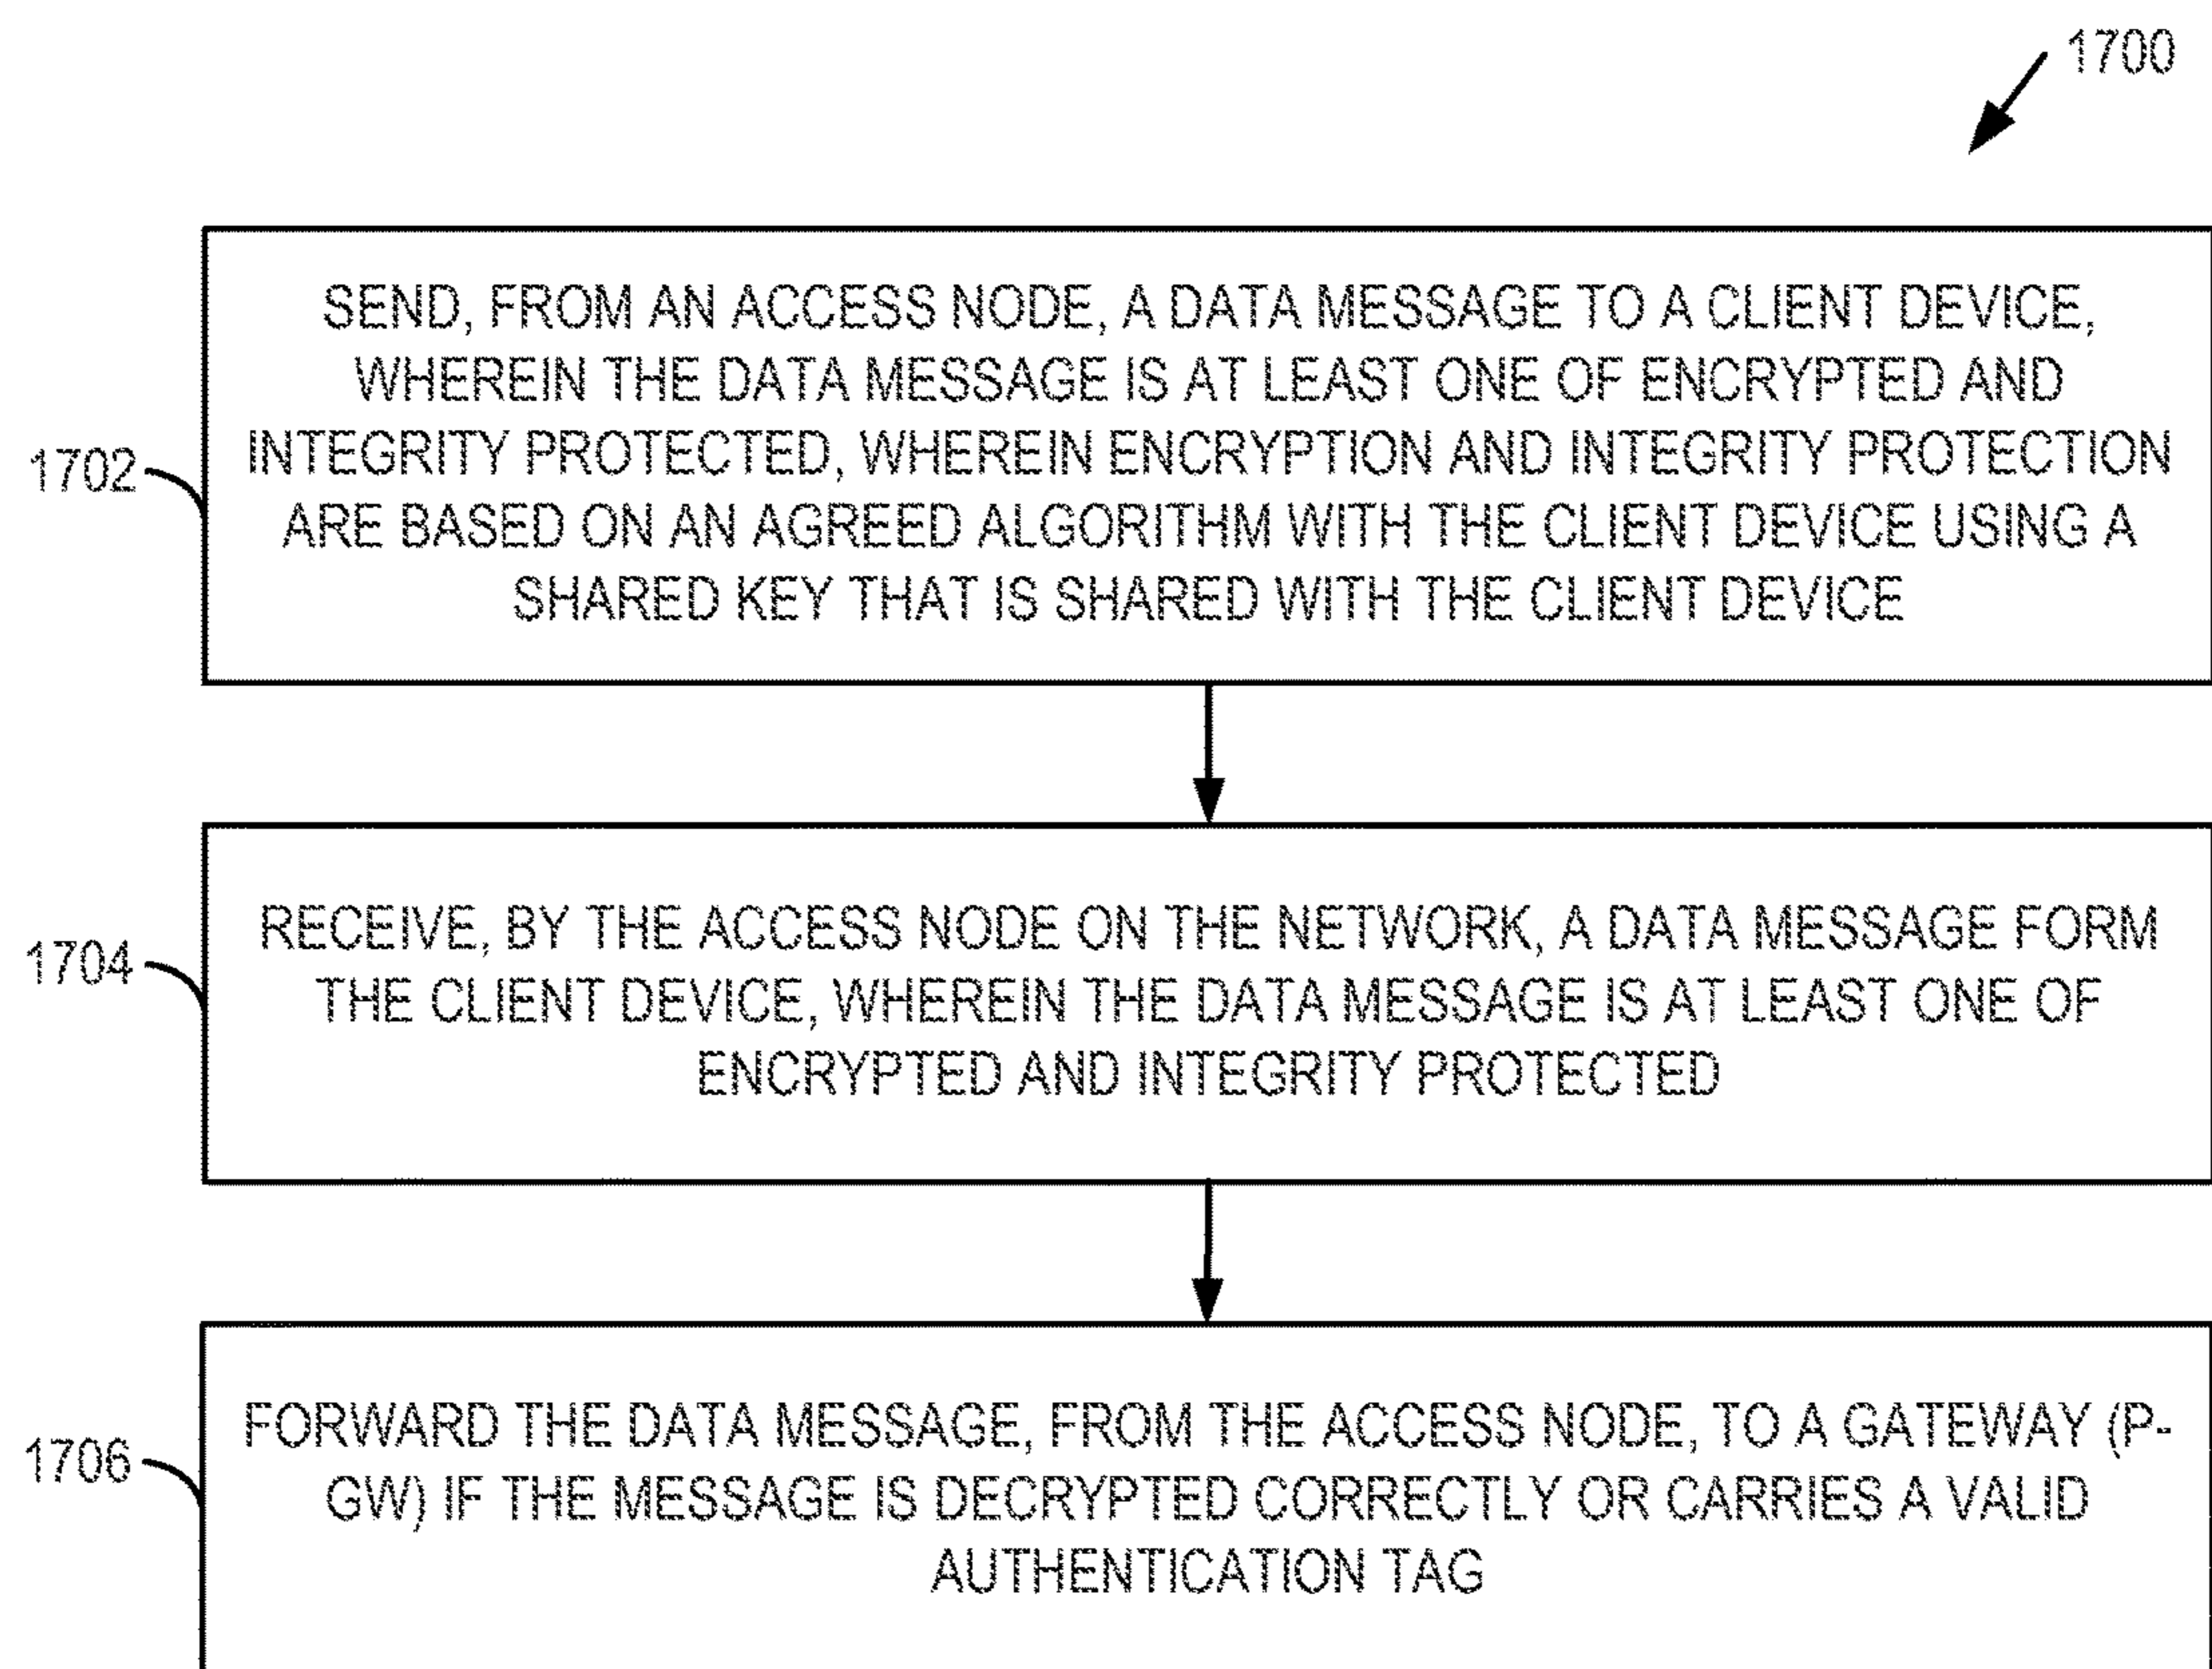 1700
SEND, FROM AN ACCESS NODE, A DATA MESSAGE TO A CLIENT DEVICE,
WHEREIN THE DATA MESSAGE IS AT LEAST ONE OF ENCRYPTED AND
INTEGRITY PROTECTED, WHEREIN ENCRYPTION AND INTEGRITY PROTECTION
ARE BASED ON AN AGREED ALGORITHM WITH THE CLIENT DEVICE USING A
SHARED KEY THAT IS SHARED WITH THE CLIENT DEVICE
1702
RECEIVE, BY THE ACCESS NODE ON THE NETWORK, A DATA MESSAGE FORM
THE CLIENT DEVICE, WHEREIN THE DATA MESSAGE IS AT LEAST ONE OF
ENCRYPTED AND INTEGRITY PROTECTED
1704
FORWARD THE DATA MESSAGE, FROM THE ACCESS NODE, TO A GATEWAY (P-
GW) IF THE MESSAGE IS DECRYPTED CORRECTLY OR CARRIES A VALID
AUTHENTICATION TAG
1706